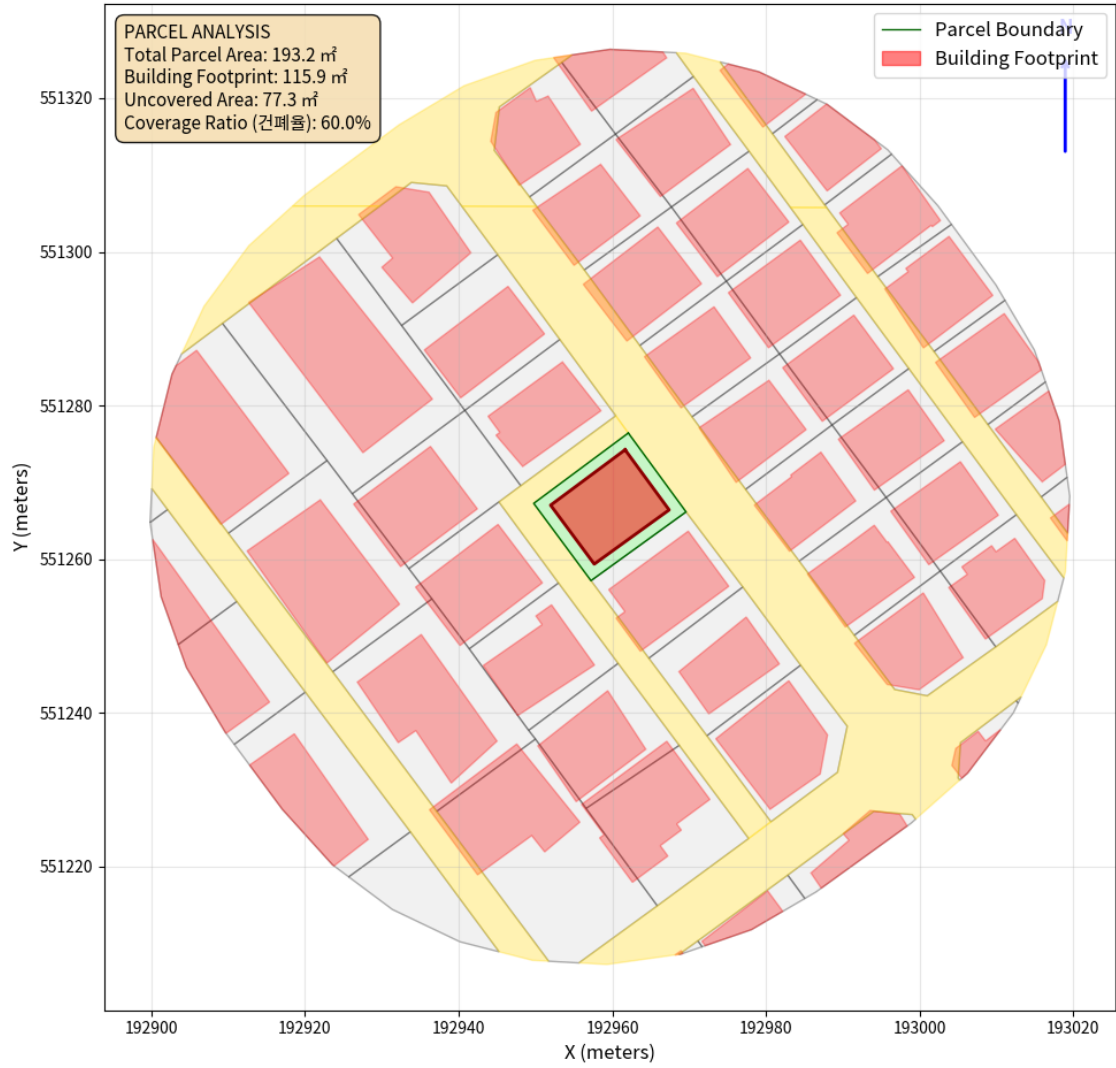 PARCEL ANALYSIS
Total Parcel Area: 193.2 ㎡
Building Footprint: 115.9 ㎡
Uncovered Area: 77.3 ㎡
Coverage Ratio (건폐율): 60.0%
Parcel Boundary
Building Footprint
N
551320
551300
551280
551260
551240
551220
Y (meters)
192900
192920
192940
192960
192980
193000
193020
X (meters)